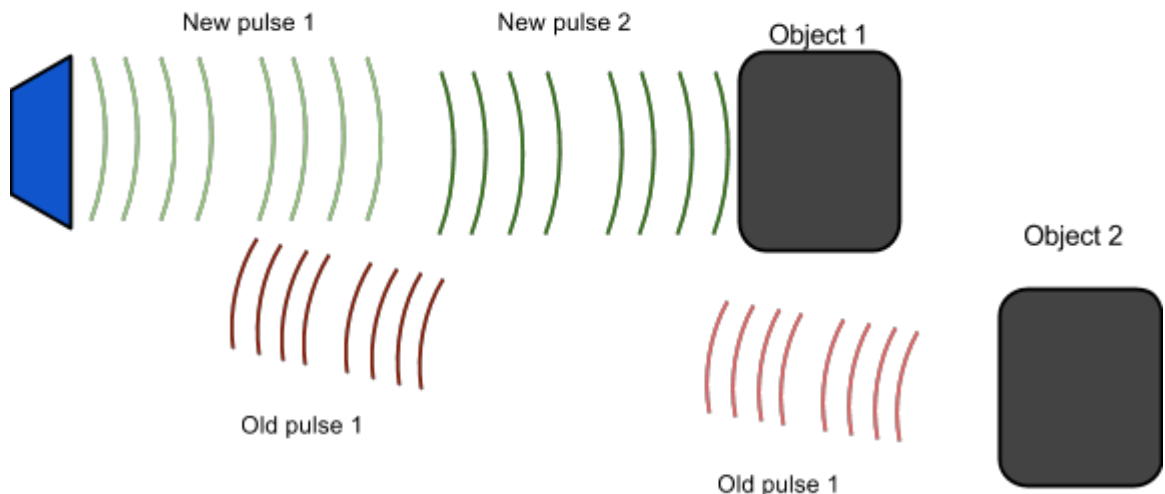 New pulse 1
New pulse 2
Object 1
Object 2
Old pulse 1
Old pulse 1